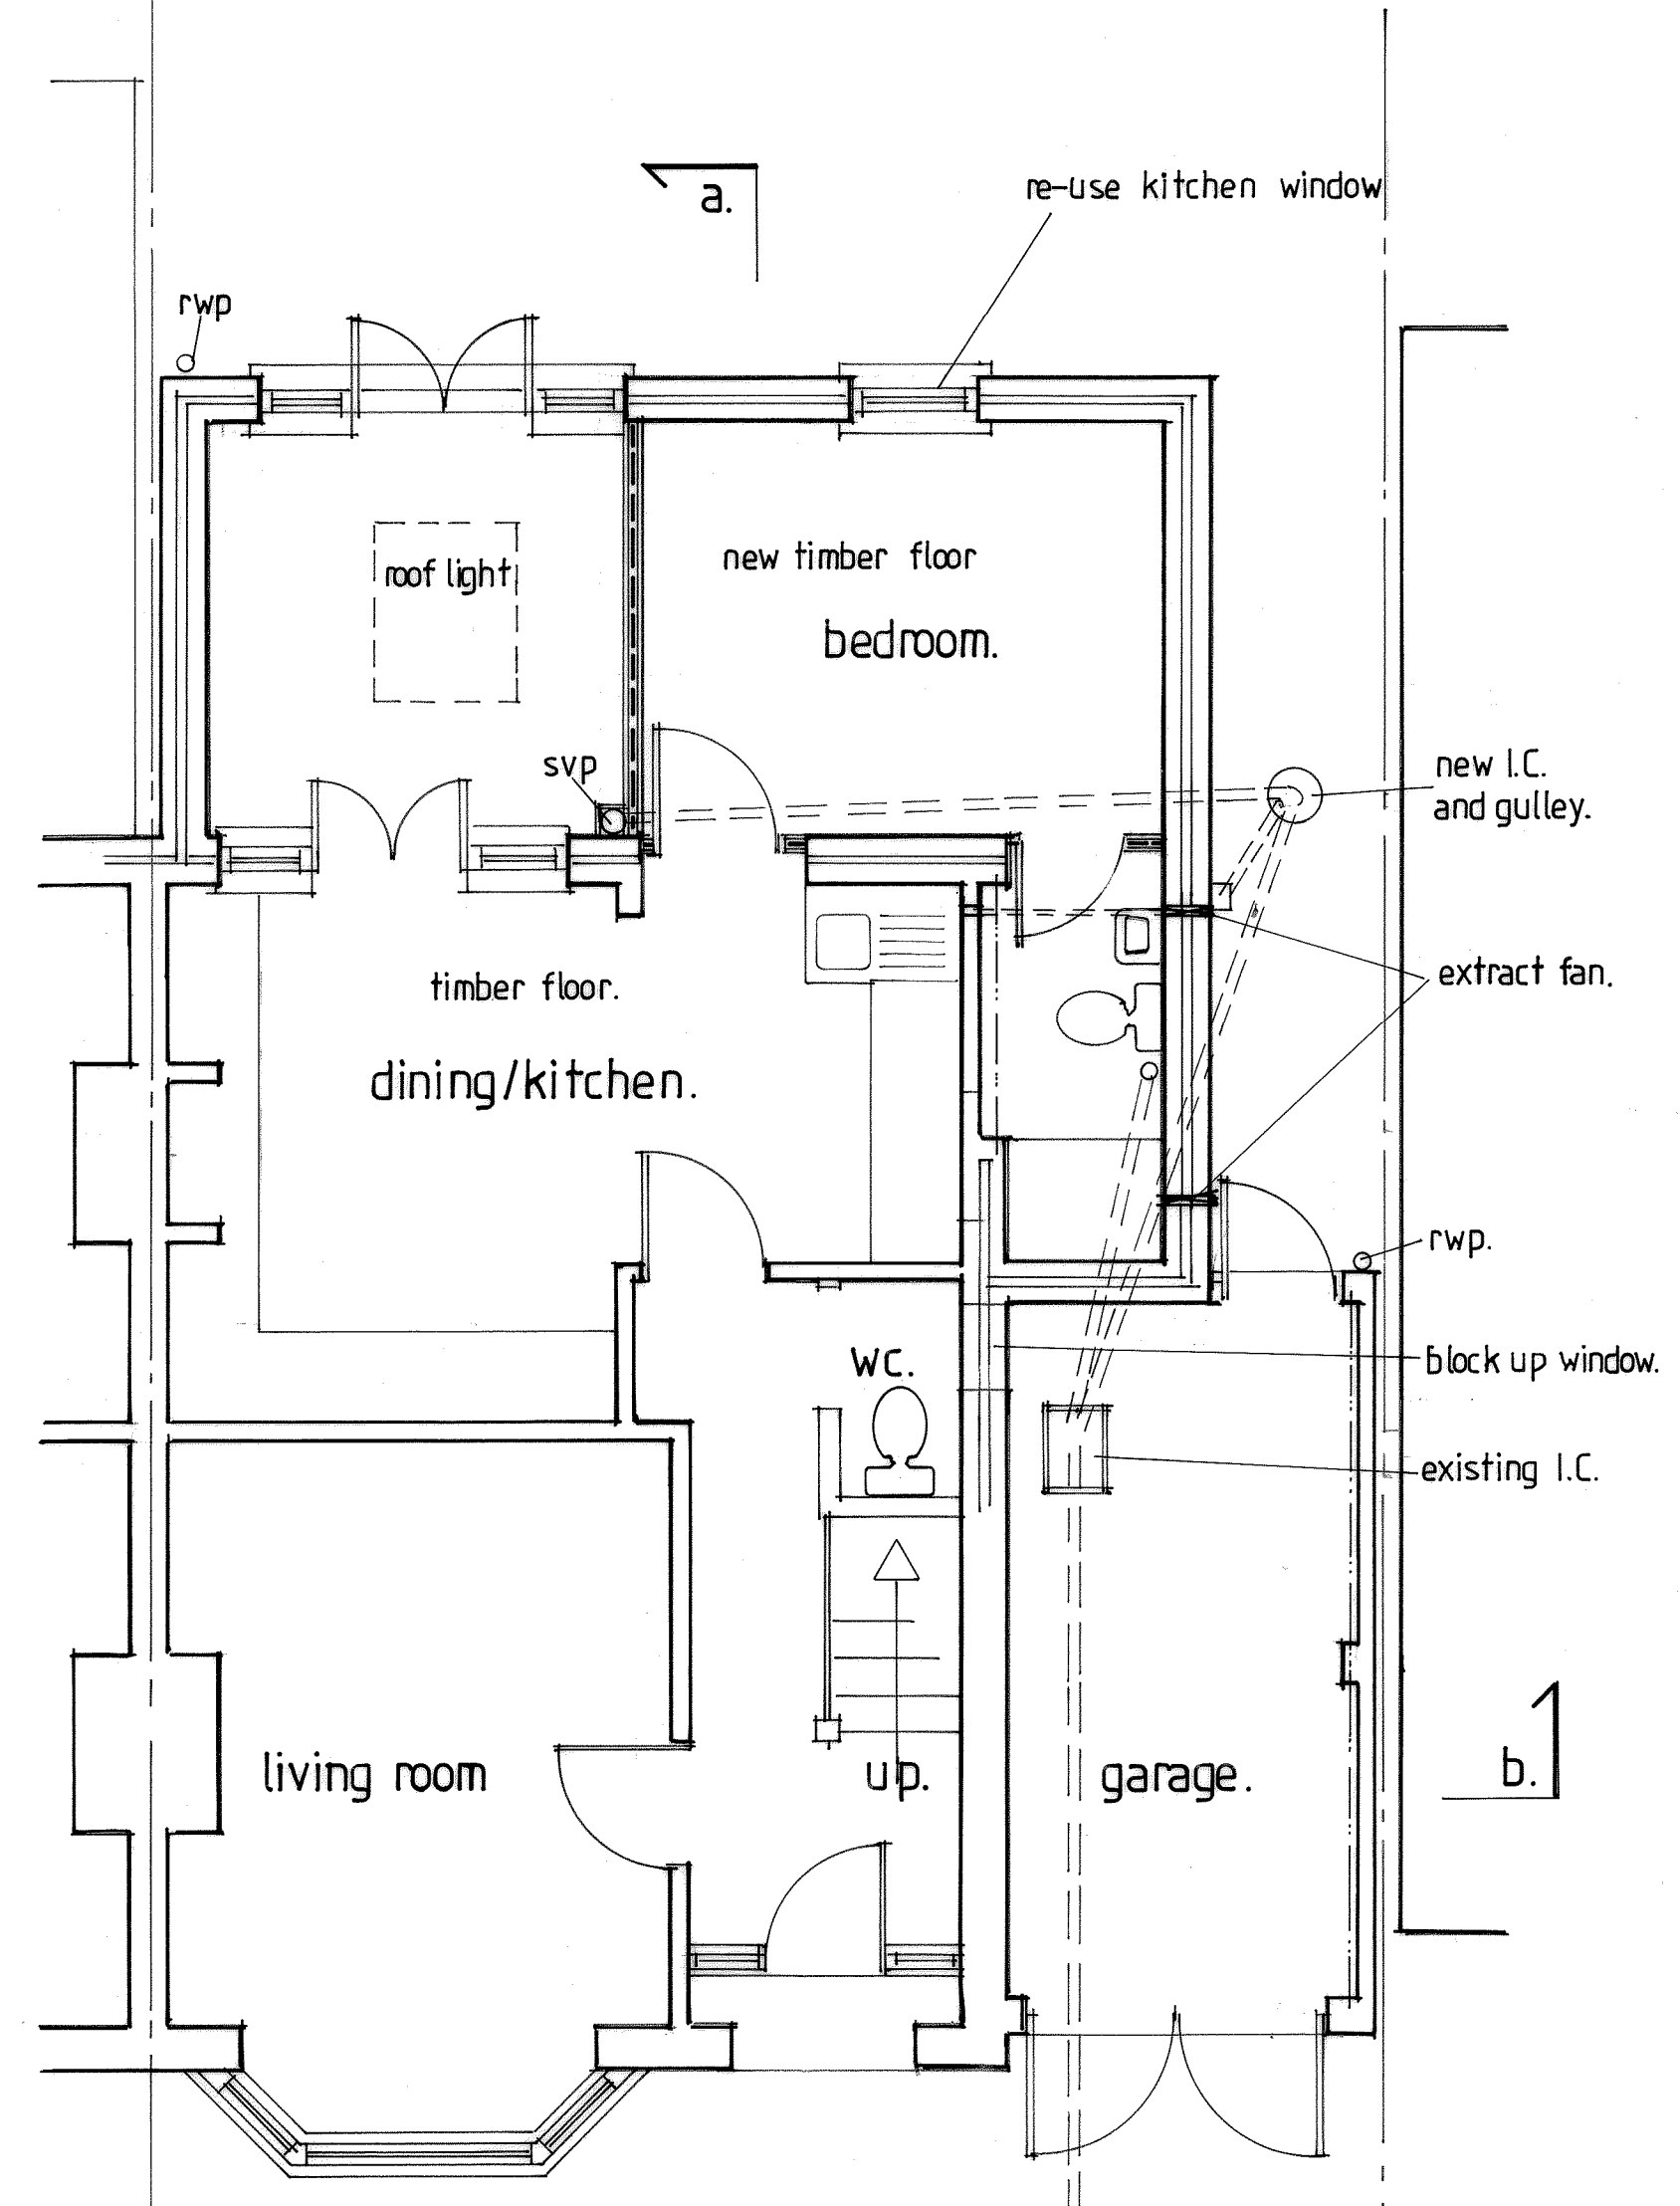 a.
re-use kitchen window
rwp
roof light
new timber floor
bedroom.
svp
new I.C.
and gulley.
extract fan.
timber floor.
dining/kitchen.
rwp.
WC.
block up window.
existing I.C.
living room
up.
garage.
b.